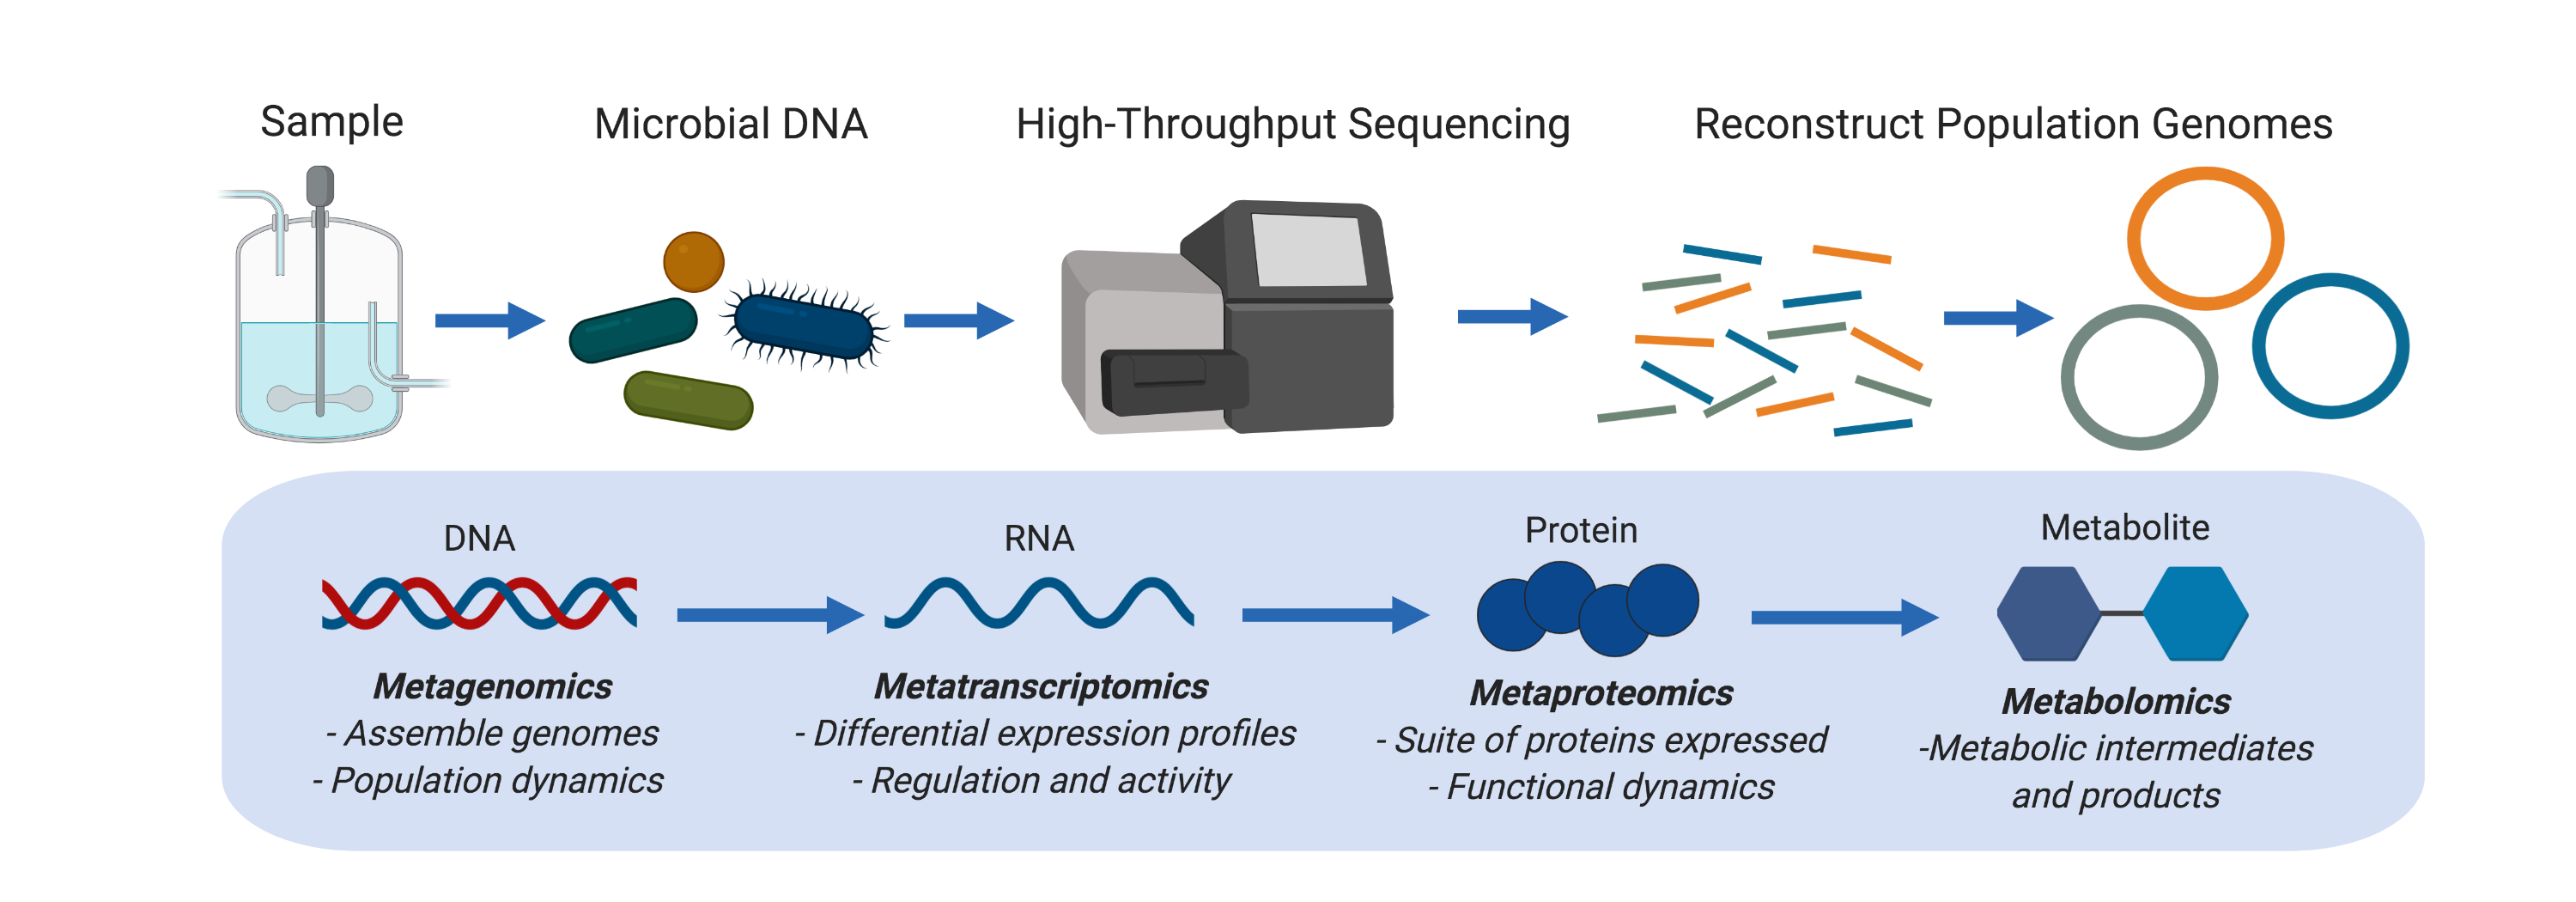 Sample
Microbial DNA
High-Throughput Sequencing
Reconstruct Population Genomes
DNA
RNA
Protein
Metabolite
Metagenomics
- Assemble genomes
- Population dynamics
Metatranscriptomics
- Differential expression profiles
- Regulation and activity
Metaproteomics
- Suite of proteins expressed
- Functional dynamics
Metabolomics
-Metabolic intermediates
and products